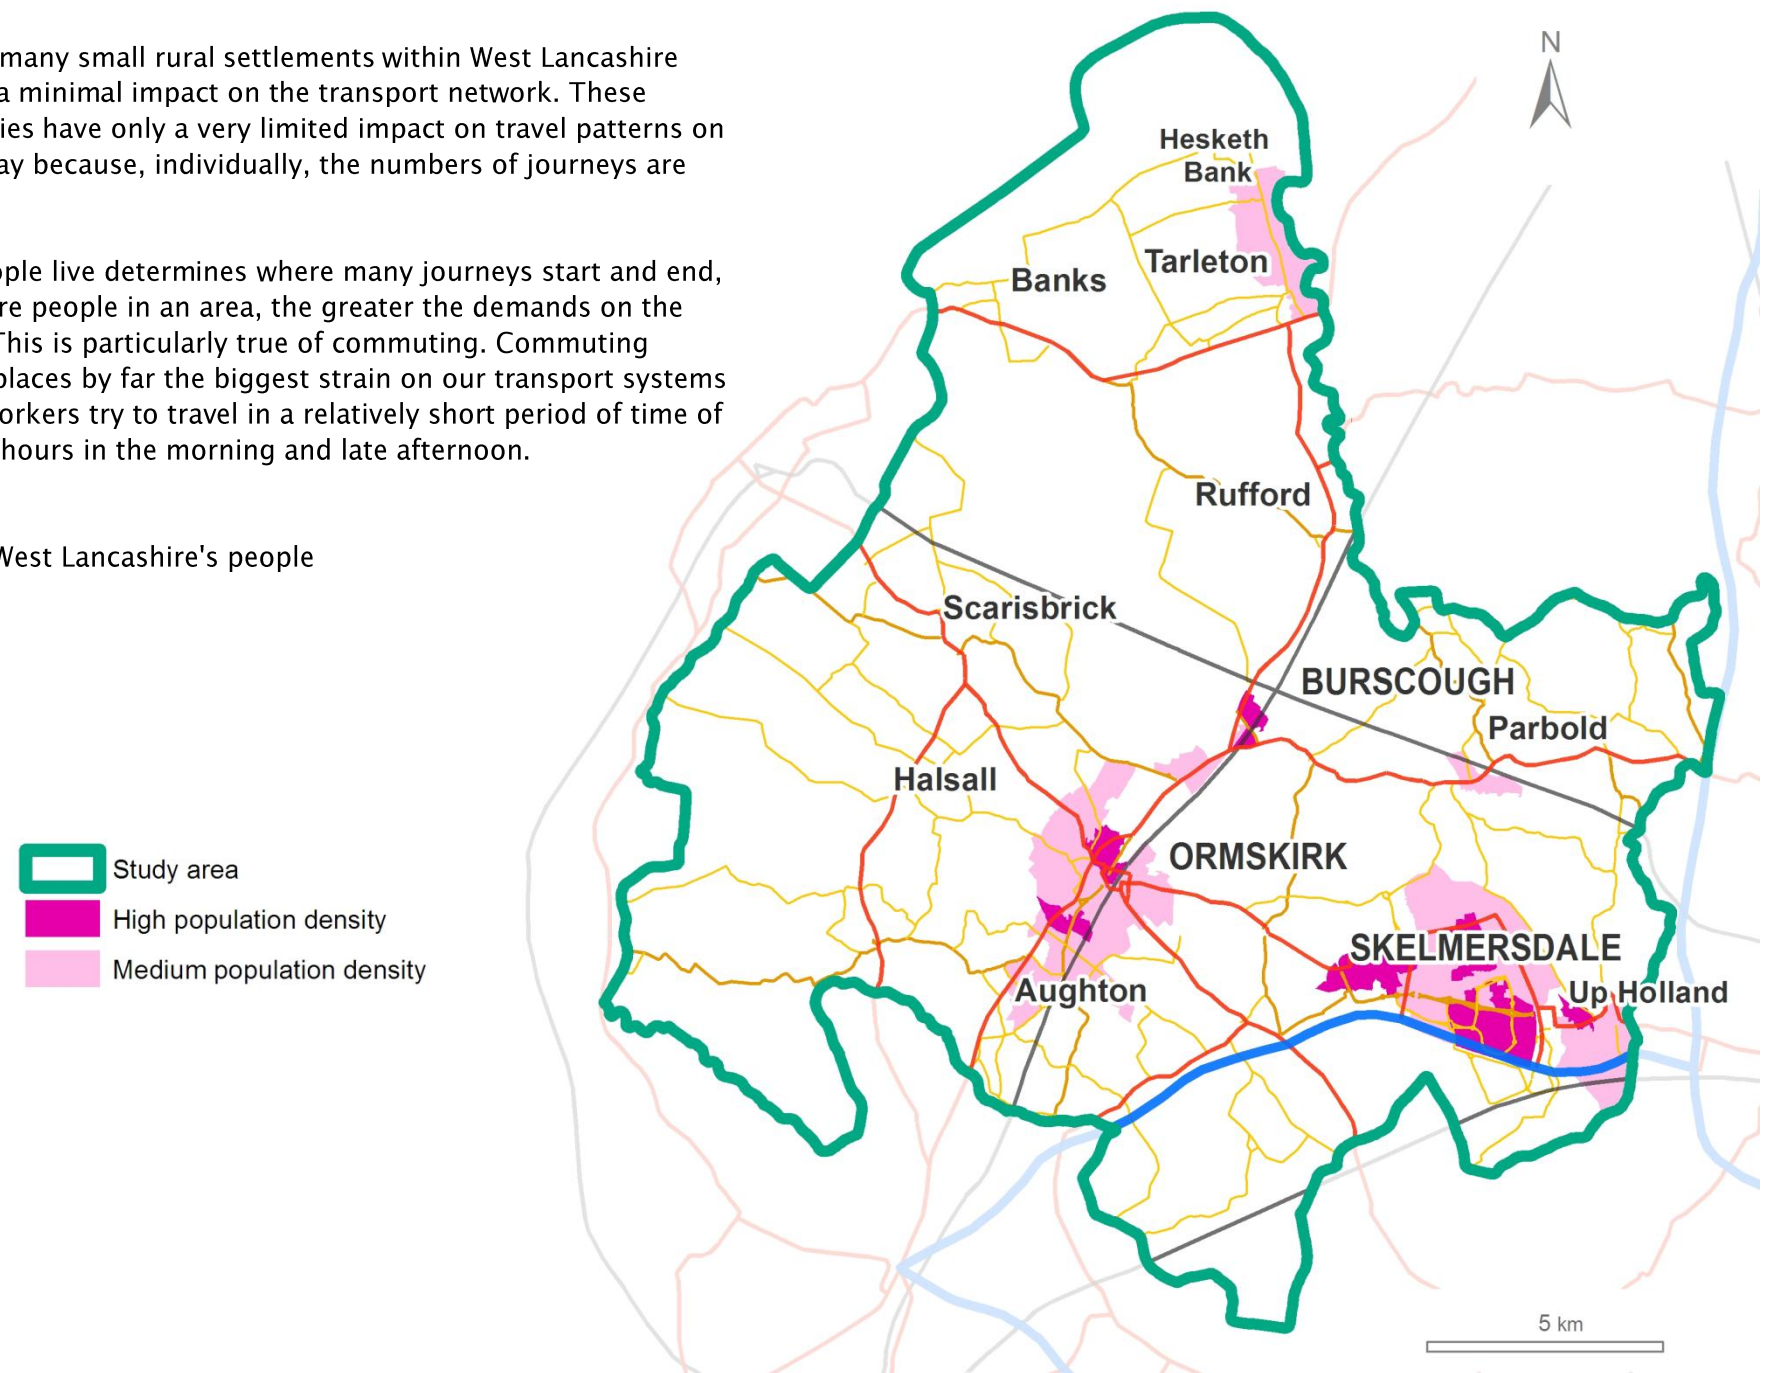 many small rural settlements within West Lancashire
a minimal impact on the transport network. These
ies have only a very limited impact on travel patterns on
ay because, individually, the numbers of journeys are
ople live determines where many journeys start and end,
re people in an area, the greater the demands on the
This is particularly true of commuting. Commuting
places by far the biggest strain on our transport systems
orkers try to travel in a relatively short period of time of
hours in the morning and late afternoon.
West Lancashire's people
N
Hesketh
Bank
Tarleton
Banks
Rufford
Scarisbrick
BURSCOUGH
Parbold
Halsall
ORMSKIRK
SKELMERSDALE
Up Holland
Aughton
Study area
High population density
Medium population density
5 km